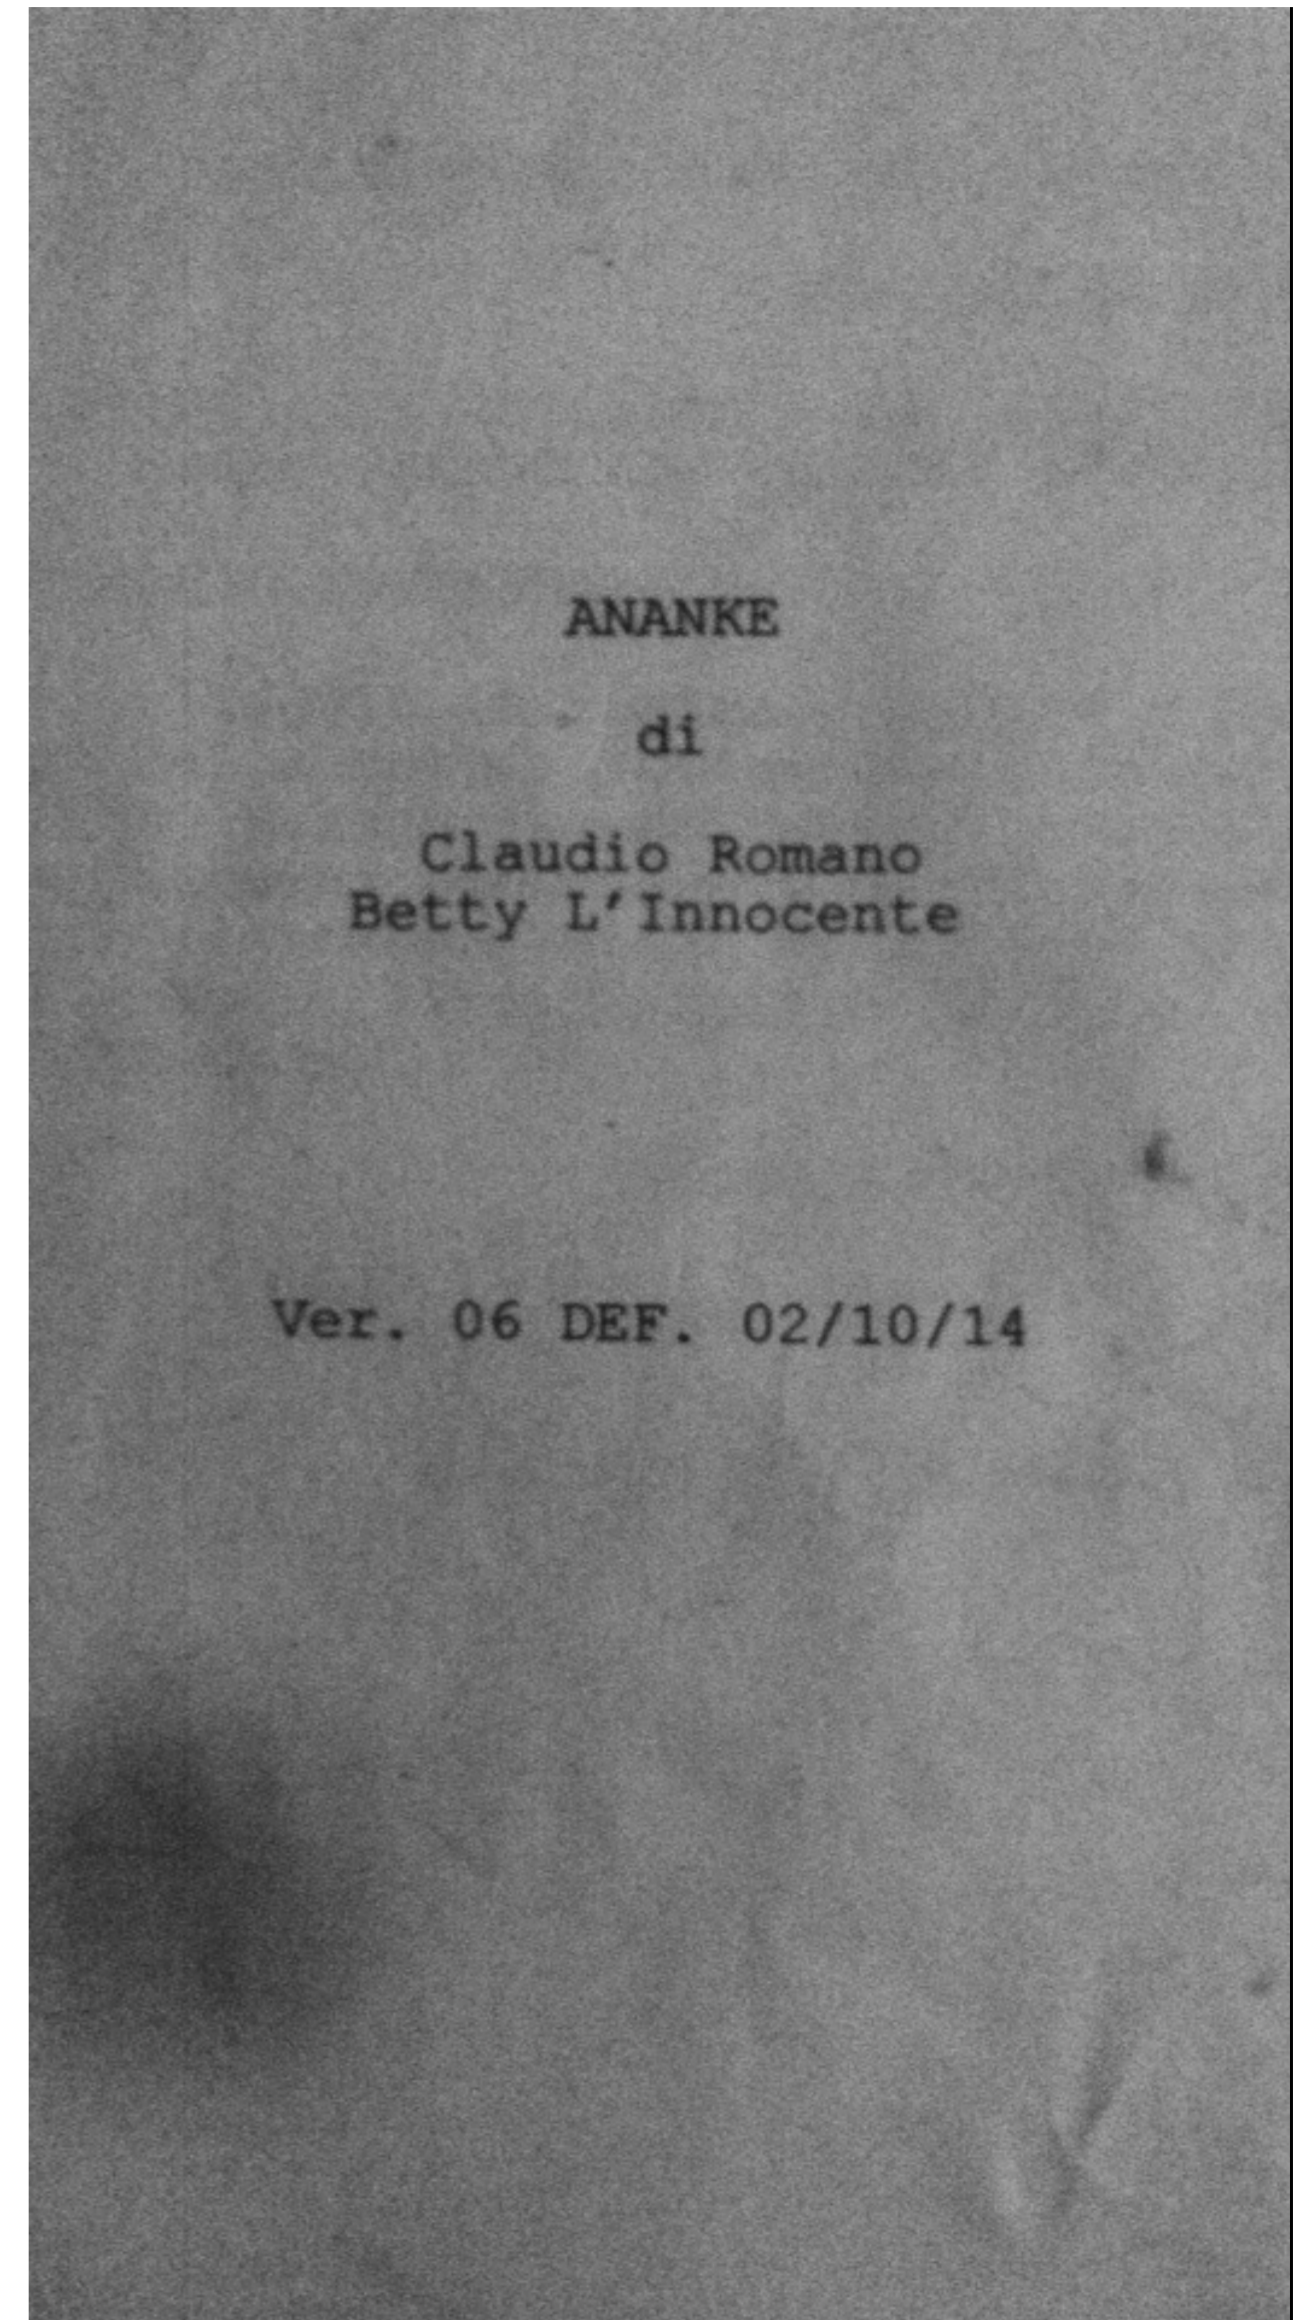 ANANKE
di
Claudio Romano
Betty L'Innocente
Ver. 06 DEF. 02/10/14